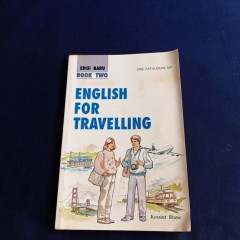 EDISI BARU
BOOK TWO
ENGLISH
FOR
TRAVELLING